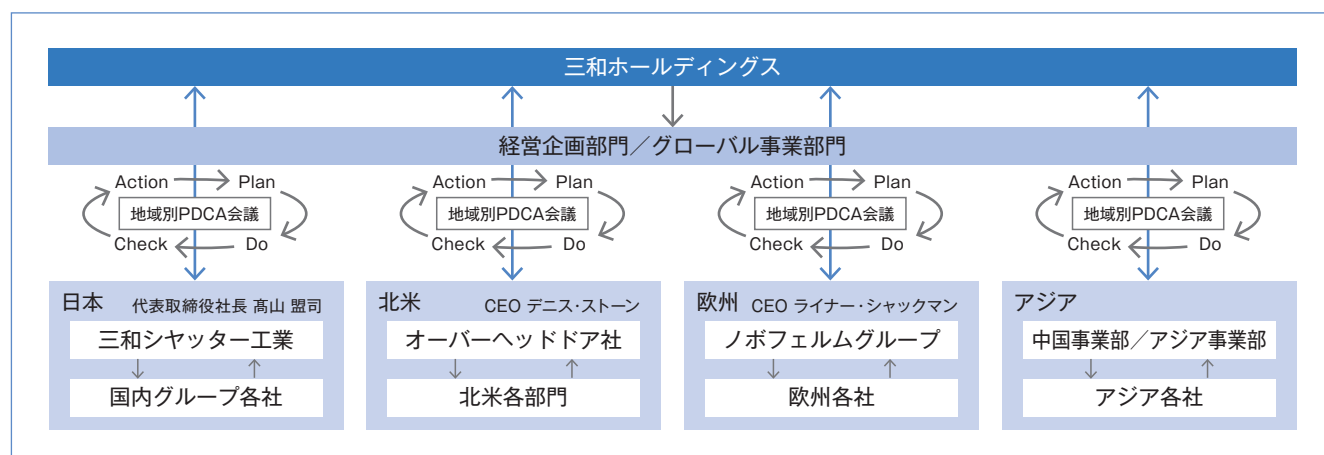 三和ホールディングス
経営企画部門／グローバル事業部門
Action Plan
地域別PDCA会議
Check Do
Action Plan
地域別PDCA会議
Check Do
Action Plan
地域別PDCA会議
Check Do
Action Plan
地域別PDCA会議
Check Do
日本 代表取締役社長 髙山 盟司
三和シヤッター工業
国内グループ各社
北米 CEO デニス・ストーン
オーバーヘッドドア社
北米各部門
欧州 CEO ライナー・シャックマン
ノボフェルムグループ
欧州各社
アジア
中国事業部／アジア事業部
アジア各社